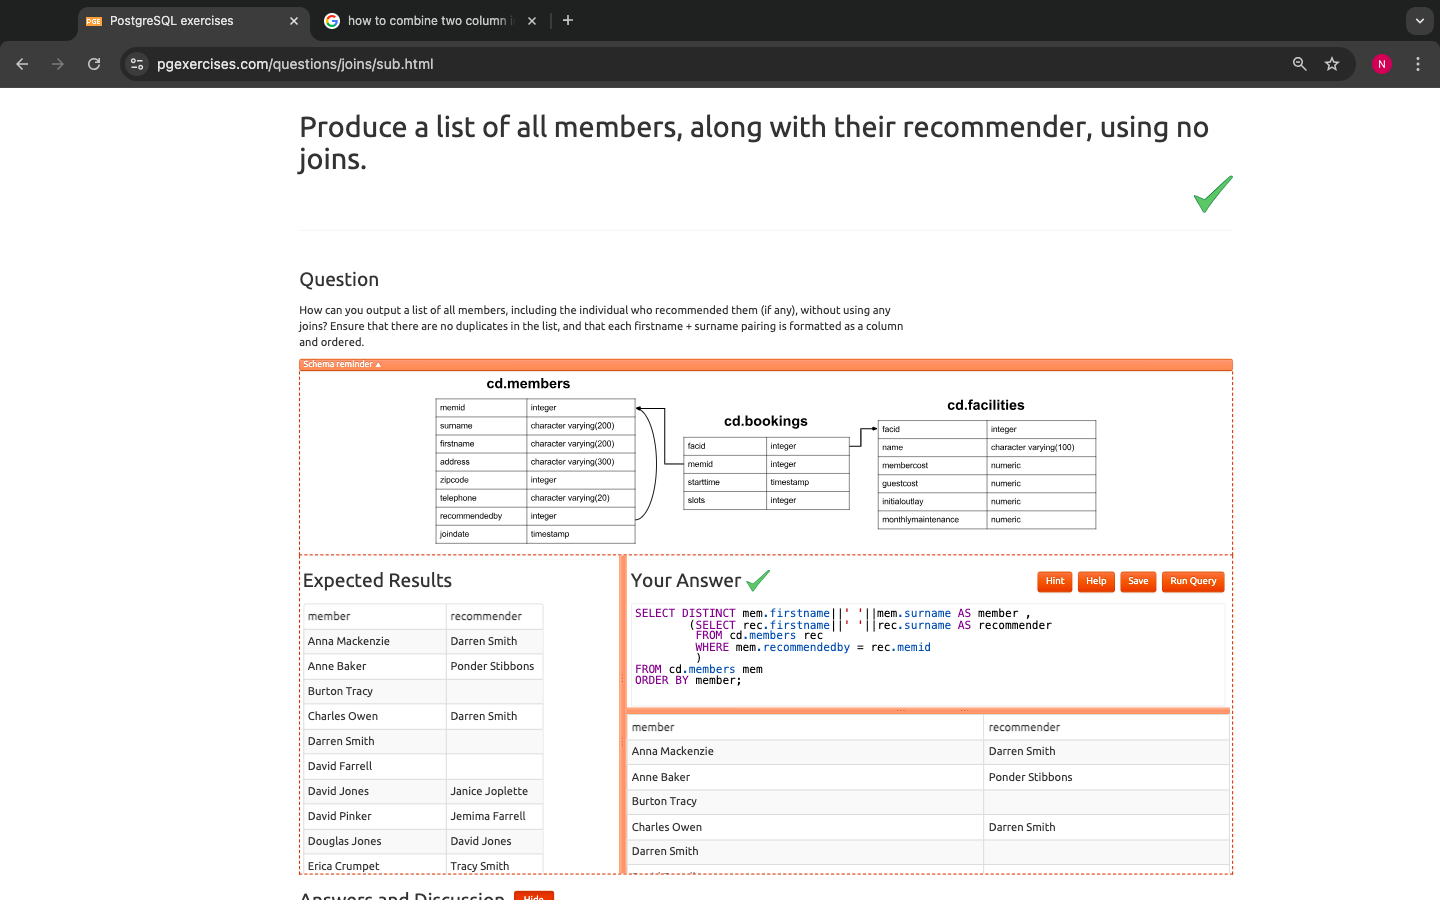 PostgreSQL exercises
how to combine two column i
pgexercises.com/questions/joins/sub.html
N
Produce a list of all members, along with their recommender, using no
joins.
Question
How can you output a list of all members, including the individual who recommended them (if any), without using any
joins? Ensure that there are no duplicates in the list, and that each firstname + surname pairing is formatted as a column
and ordered.
Schema reminder ▲
cd.members
memid integer
surname character varying(200)
firstname character varying(200)
address character varying(300)
zipcode integer
telephone character varying(20)
recommendedby integer
joindate timestamp
cd.bookings
facid integer
memid integer
starttime timestamp
slots integer
cd.facilities
facid integer
name character varying(100)
membercost numeric
guestcost numeric
initialoutlay numeric
monthlymaintenance numeric
Expected Results
member recommender
Anna Mackenzie Darren Smith
Anne Baker Ponder Stibbons
Burton Tracy
Charles Owen Darren Smith
Darren Smith
David Farrell
David Jones Janice Joplette
David Pinker Jemima Farrell
Douglas Jones David Jones
Erica Crumpet Tracy Smith
Your Answer
Hint Help Save Run Query
SELECT DISTINCT mem.firstname||' '||mem.surname AS member ,
(SELECT rec.firstname||' '||rec.surname AS recommender
FROM cd.members rec
WHERE mem.recommendedby = rec.memid
)
FROM cd.members mem
ORDER BY member;
member recommender
Anna Mackenzie Darren Smith
Anne Baker Ponder Stibbons
Burton Tracy
Charles Owen Darren Smith
Darren Smith
Answers and Discussion Hide